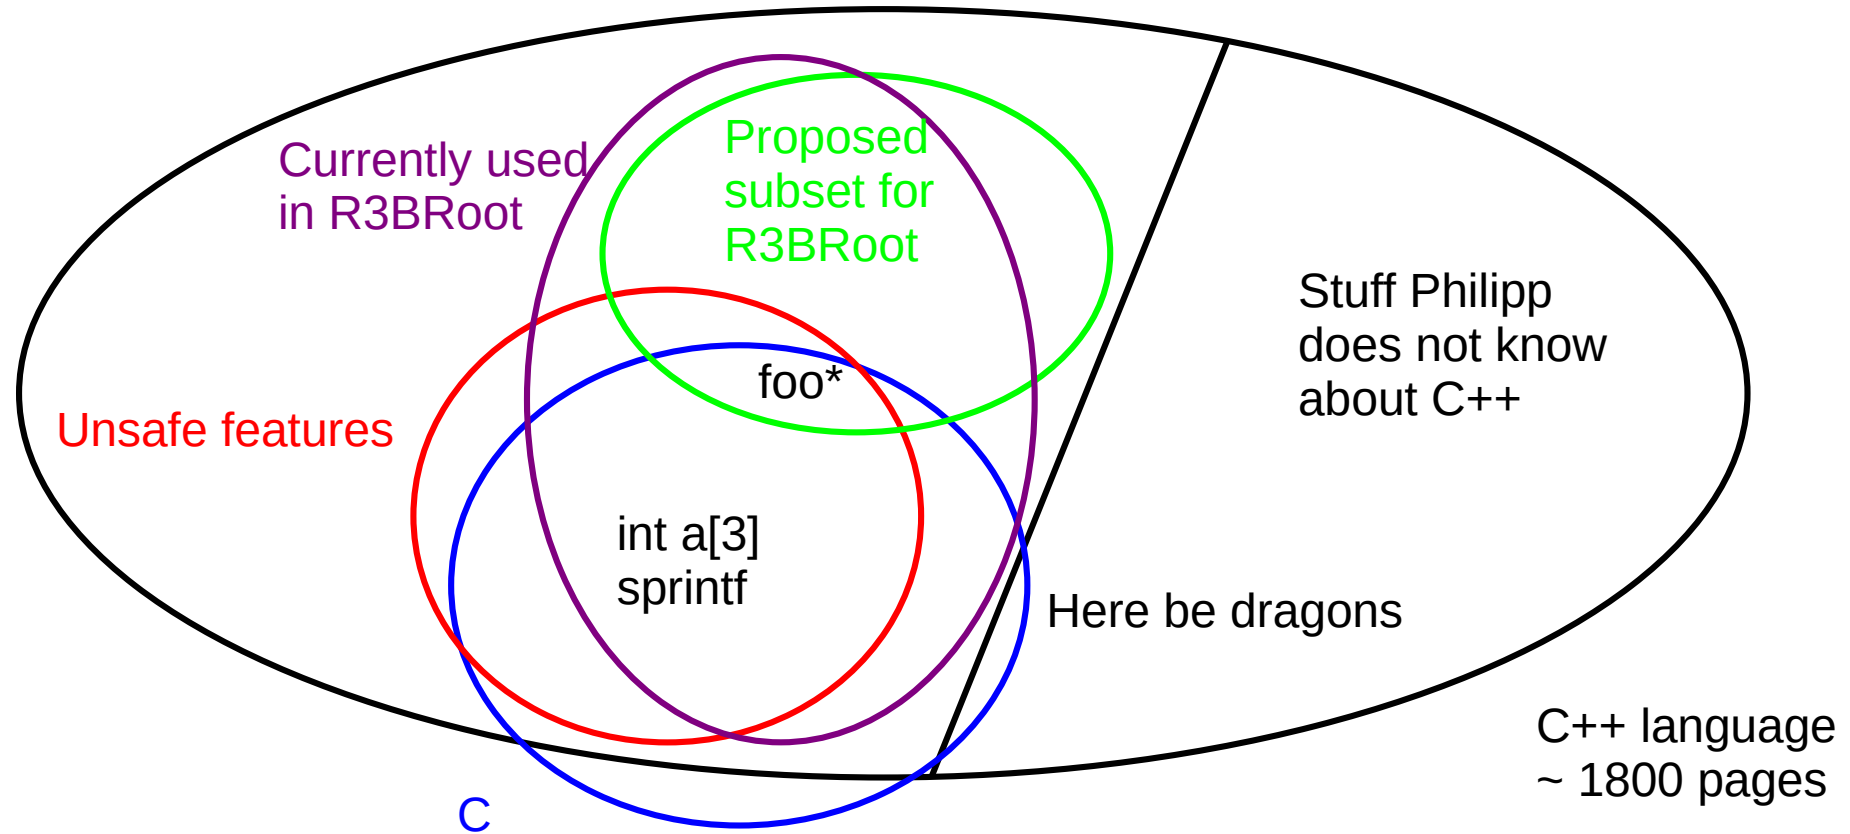 Currently used
in R3BRoot
Proposed
subset for
R3BRoot
Stuff Philipp
does not know
about C++
foo*
Unsafe features
int a[3]
sprintf
Here be dragons
C++ language
~ 1800 pages
C